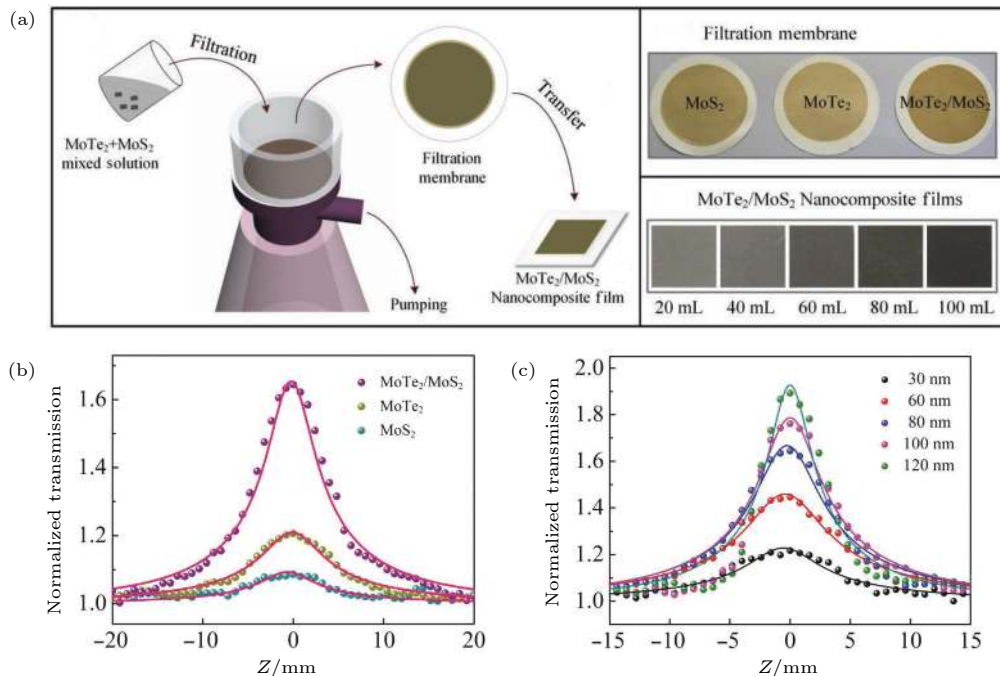 (a)
Filtration
MoTe₂+MoS₂
mixed solution
Filtration
membrane
Transfer
MoTe₂/MoS₂
Nanocomposite film
Pumping
Filtration membrane
MoS₂ MoTe₂ MoTe₂/MoS₂
MoTe₂/MoS₂ Nanocomposite films
20 mL 40 mL 60 mL 80 mL 100 mL
(b)
Normalized transmission
1.6
1.4
1.2
1.0
−20 −10 0 10 20
Z/mm
MoTe₂/MoS₂
MoTe₂
MoS₂
(c)
Normalized transmission
2.0
1.8
1.6
1.4
1.2
1.0
−15 −10 −5 0 5 10 15
Z/mm
30 nm
60 nm
80 nm
100 nm
120 nm